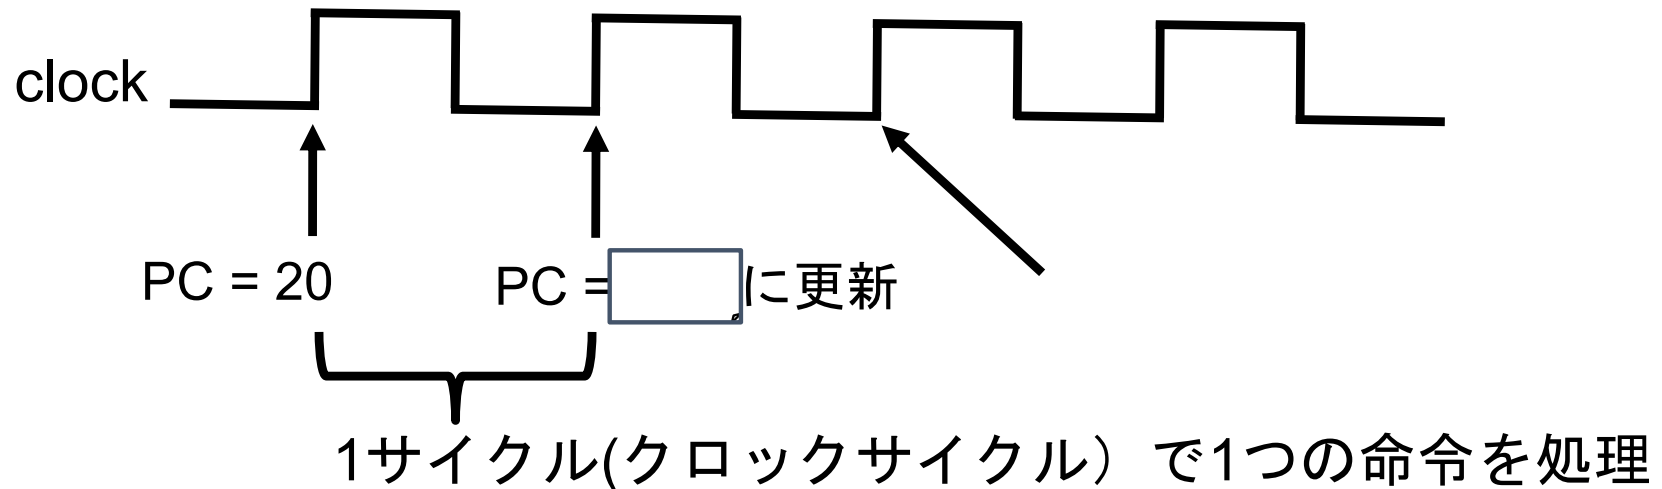 clock
PC = 20
PC = に更新
1サイクル(クロックサイクル）で1つの命令を処理